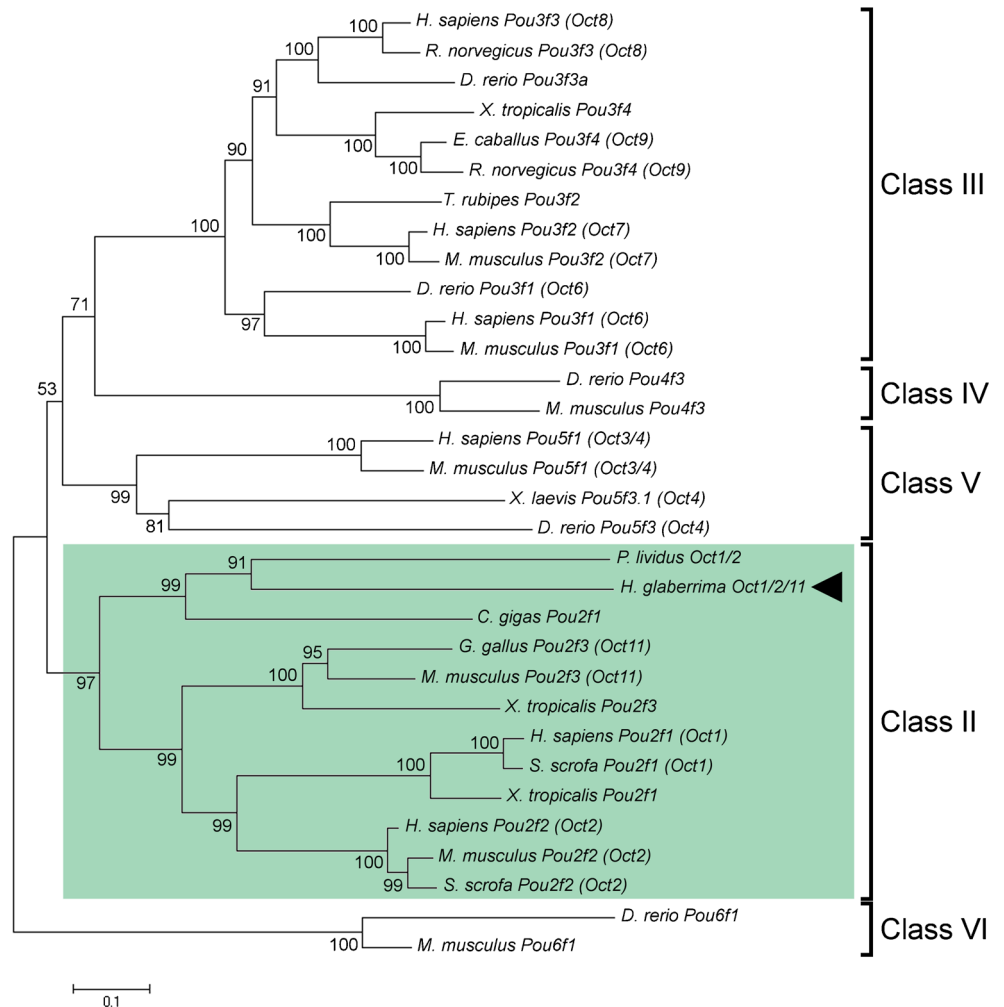 100
H. sapiens Pou3f3 (Oct8)
100
R. norvegicus Pou3f3 (Oct8)
91
D. rerio Pou3f3a
X. tropicalis Pou3f4
100
E. caballus Pou3f4 (Oct9)
90
100
R. norvegicus Pou3f4 (Oct9)
Class III
T. rubipes Pou3f2
100
100
H. sapiens Pou3f2 (Oct7)
100
M. musculus Pou3f2 (Oct7)
D. rerio Pou3f1 (Oct6)
71
97
H. sapiens Pou3f1 (Oct6)
100
M. musculus Pou3f1 (Oct6)
53
D. rerio Pou4f3
100
M. musculus Pou4f3
Class IV
100
H. sapiens Pou5f1 (Oct3/4)
M. musculus Pou5f1 (Oct3/4)
Class V
99
X. laevis Pou5f3.1 (Oct4)
81
D. rerio Pou5f3 (Oct4)
91
P. lividus Oct1/2
99
H. glaberrima Oct1/2/11
C. gigas Pou2f1
95
G. gallus Pou2f3 (Oct11)
97
100
M. musculus Pou2f3 (Oct11)
X. tropicalis Pou2f3
Class II
99
100
H. sapiens Pou2f1 (Oct1)
100
S. scrofa Pou2f1 (Oct1)
X. tropicalis Pou2f1
99
H. sapiens Pou2f2 (Oct2)
100
M. musculus Pou2f2 (Oct2)
99
S. scrofa Pou2f2 (Oct2)
D. rerio Pou6f1
Class VI
100
M. musculus Pou6f1
0.1